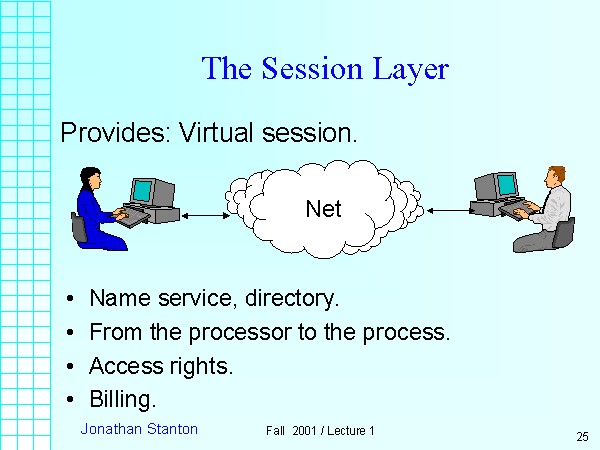 The Session Layer
Provides: Virtual session.
Net
• Name service, directory.
• From the processor to the process.
• Access rights.
• Billing.
Jonathan Stanton
Fall 2001 / Lecture 1
25